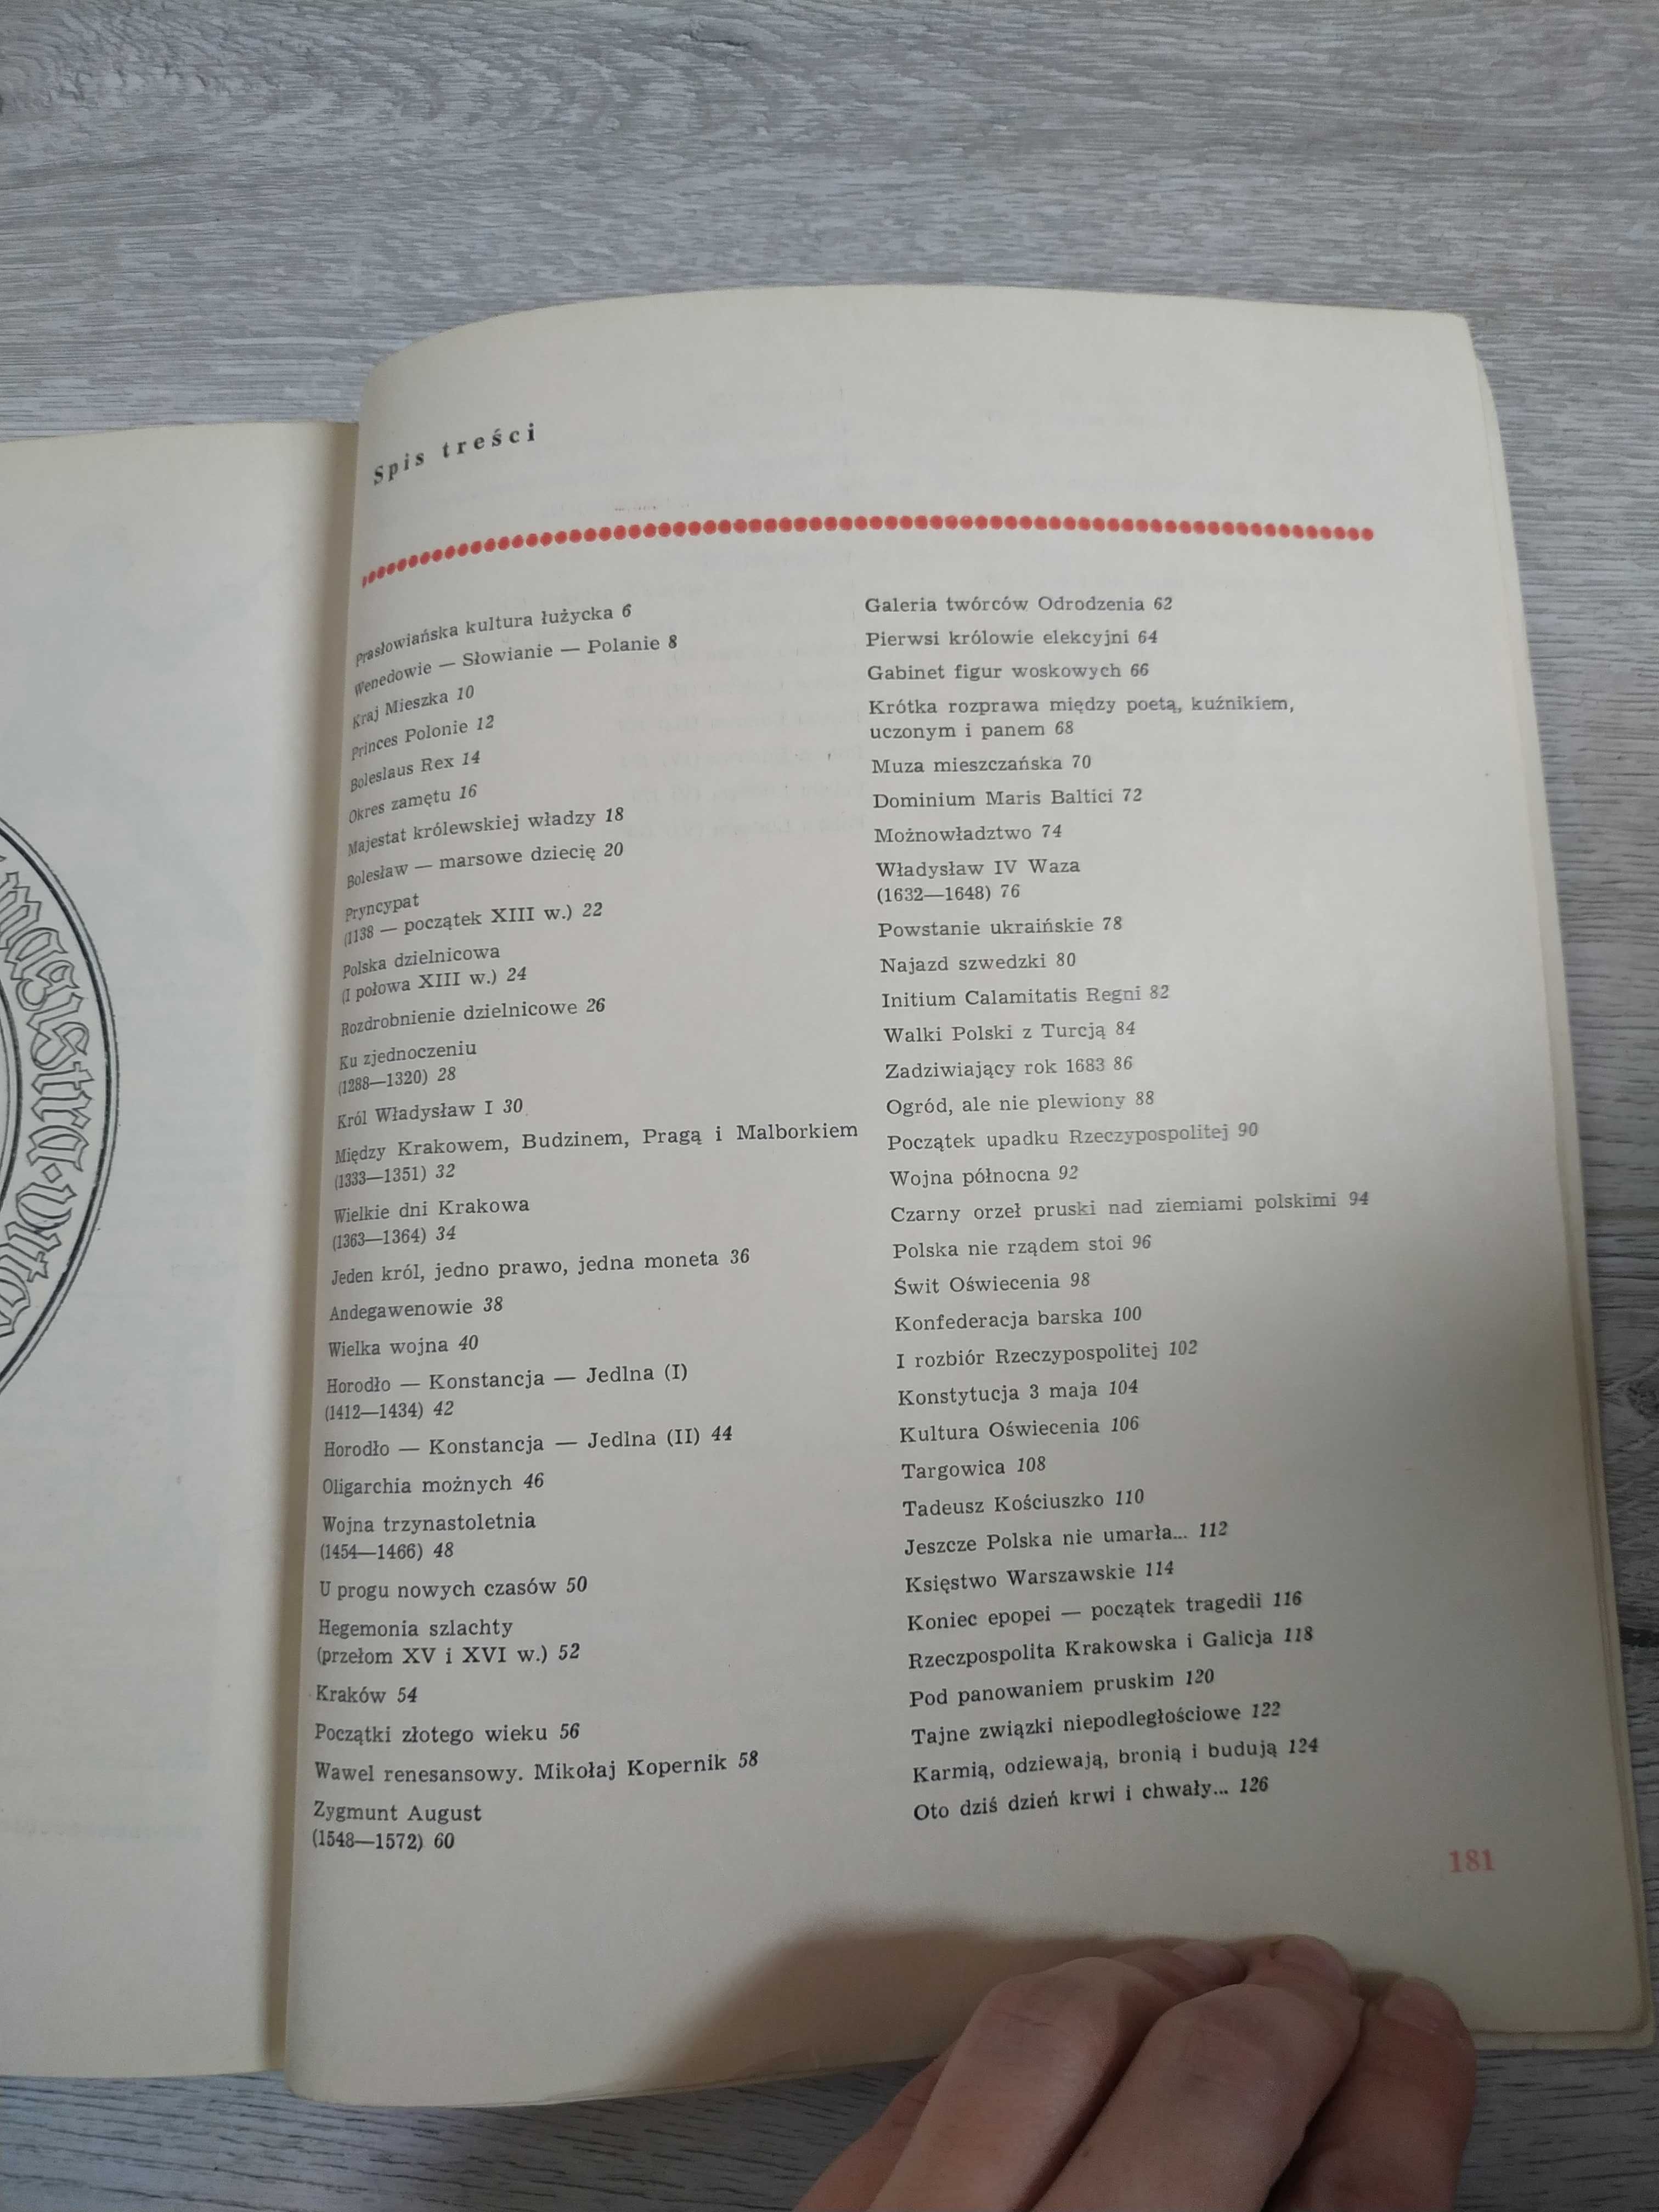 magistra vita
Spis treści
Prasłowiańska kultura łużycka 6
Wenedowie — Słowianie — Polanie 8
Kraj Mieszka 10
Princes Polonie 12
Boleslaus Rex 14
Okres zamętu 16
Majestat królewskiej władzy 18
Bolesław — marsowe dziecię 20
Pryncypat
(1138 — początek XIII w.) 22
Polska dzielnicowa
(I połowa XIII w.) 24
Rozdrobnienie dzielnicowe 26
Ku zjednoczeniu
(1288—1320) 28
Król Władysław I 30
Między Krakowem, Budzinem, Pragą i Malborkiem
(1333—1351) 32
Wielkie dni Krakowa
(1363—1364) 34
Jeden król, jedno prawo, jedna moneta 36
Andegawenowie 38
Wielka wojna 40
Horodło — Konstancja — Jedlna (I)
(1412—1434) 42
Horodło — Konstancja — Jedlna (II) 44
Oligarchia możnych 46
Wojna trzynastoletnia
(1454—1466) 48
U progu nowych czasów 50
Hegemonia szlachty
(przełom XV i XVI w.) 52
Kraków 54
Początki złotego wieku 56
Wawel renesansowy. Mikołaj Kopernik 58
Zygmunt August
(1548—1572) 60
Galeria twórców Odrodzenia 62
Pierwsi królowie elekcyjni 64
Gabinet figur woskowych 66
Krótka rozprawa między poetą, kuźnikiem,
uczonym i panem 68
Muza mieszczańska 70
Dominium Maris Baltici 72
Możnowładztwo 74
Władysław IV Waza
(1632—1648) 76
Powstanie ukraińskie 78
Najazd szwedzki 80
Initium Calamitatis Regni 82
Walki Polski z Turcją 84
Zadziwiający rok 1683 86
Ogród, ale nie plewiony 88
Początek upadku Rzeczypospolitej 90
Wojna północna 92
Czarny orzeł pruski nad ziemiami polskimi 94
Polska nie rządem stoi 96
Świt Oświecenia 98
Konfederacja barska 100
I rozbiór Rzeczypospolitej 102
Konstytucja 3 maja 104
Kultura Oświecenia 106
Targowica 108
Tadeusz Kościuszko 110
Jeszcze Polska nie umarła... 112
Księstwo Warszawskie 114
Koniec epopei — początek tragedii 116
Rzeczpospolita Krakowska i Galicja 118
Pod panowaniem pruskim 120
Tajne związki niepodległościowe 122
Karmią, odziewają, bronią i budują 124
Oto dziś dzień krwi i chwały... 126
181